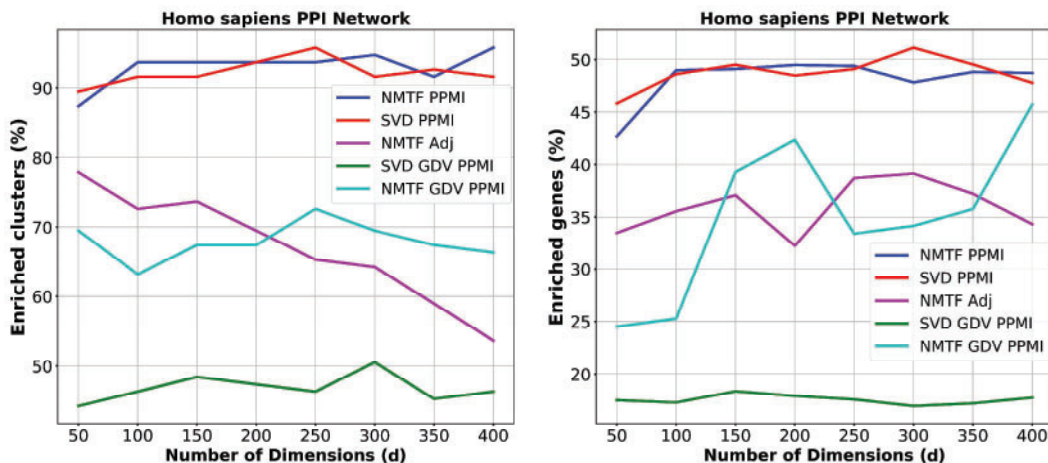 Homo sapiens PPI Network
Enriched clusters (%)
90
80
70
60
50
NMTF PPMI
SVD PPMI
NMTF Adj
SVD GDV PPMI
NMTF GDV PPMI
50 100 150 200 250 300 350 400
Number of Dimensions (d)
Homo sapiens PPI Network
Enriched genes (%)
50
45
40
35
30
25
20
NMTF PPMI
SVD PPMI
NMTF Adj
SVD GDV PPMI
NMTF GDV PPMI
50 100 150 200 250 300 350 400
Number of Dimensions (d)